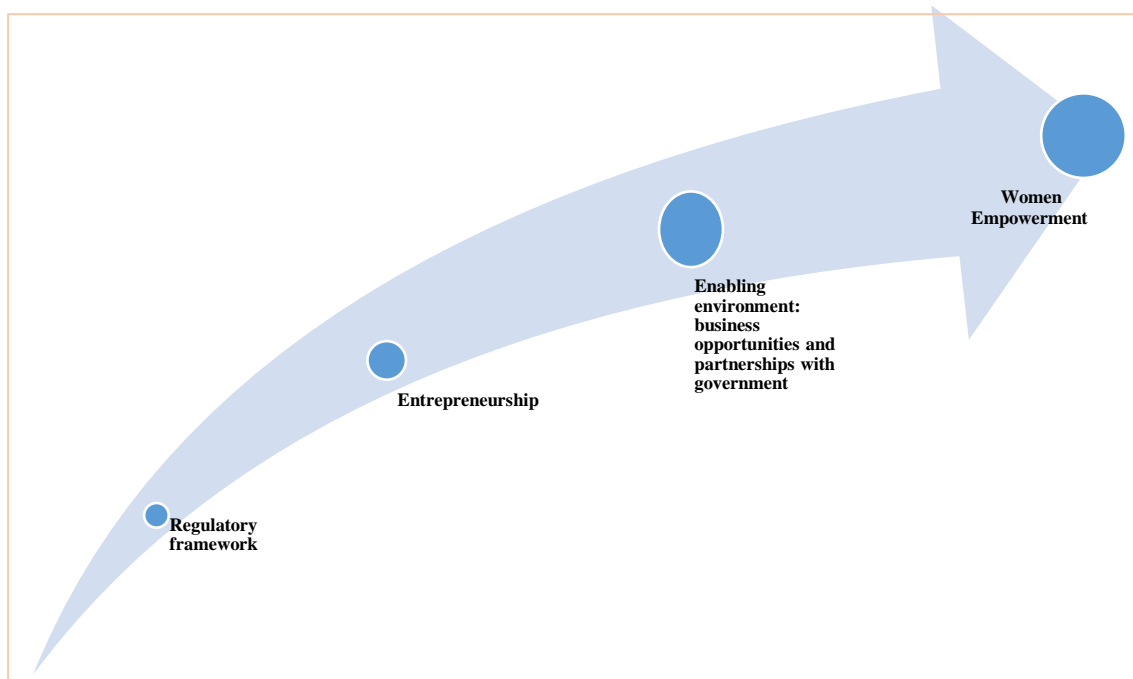 Women
Empowerment
Enabling
environment:
business
opportunities and
partnerships with
government
Entrepreneurship
Regulatory
framework